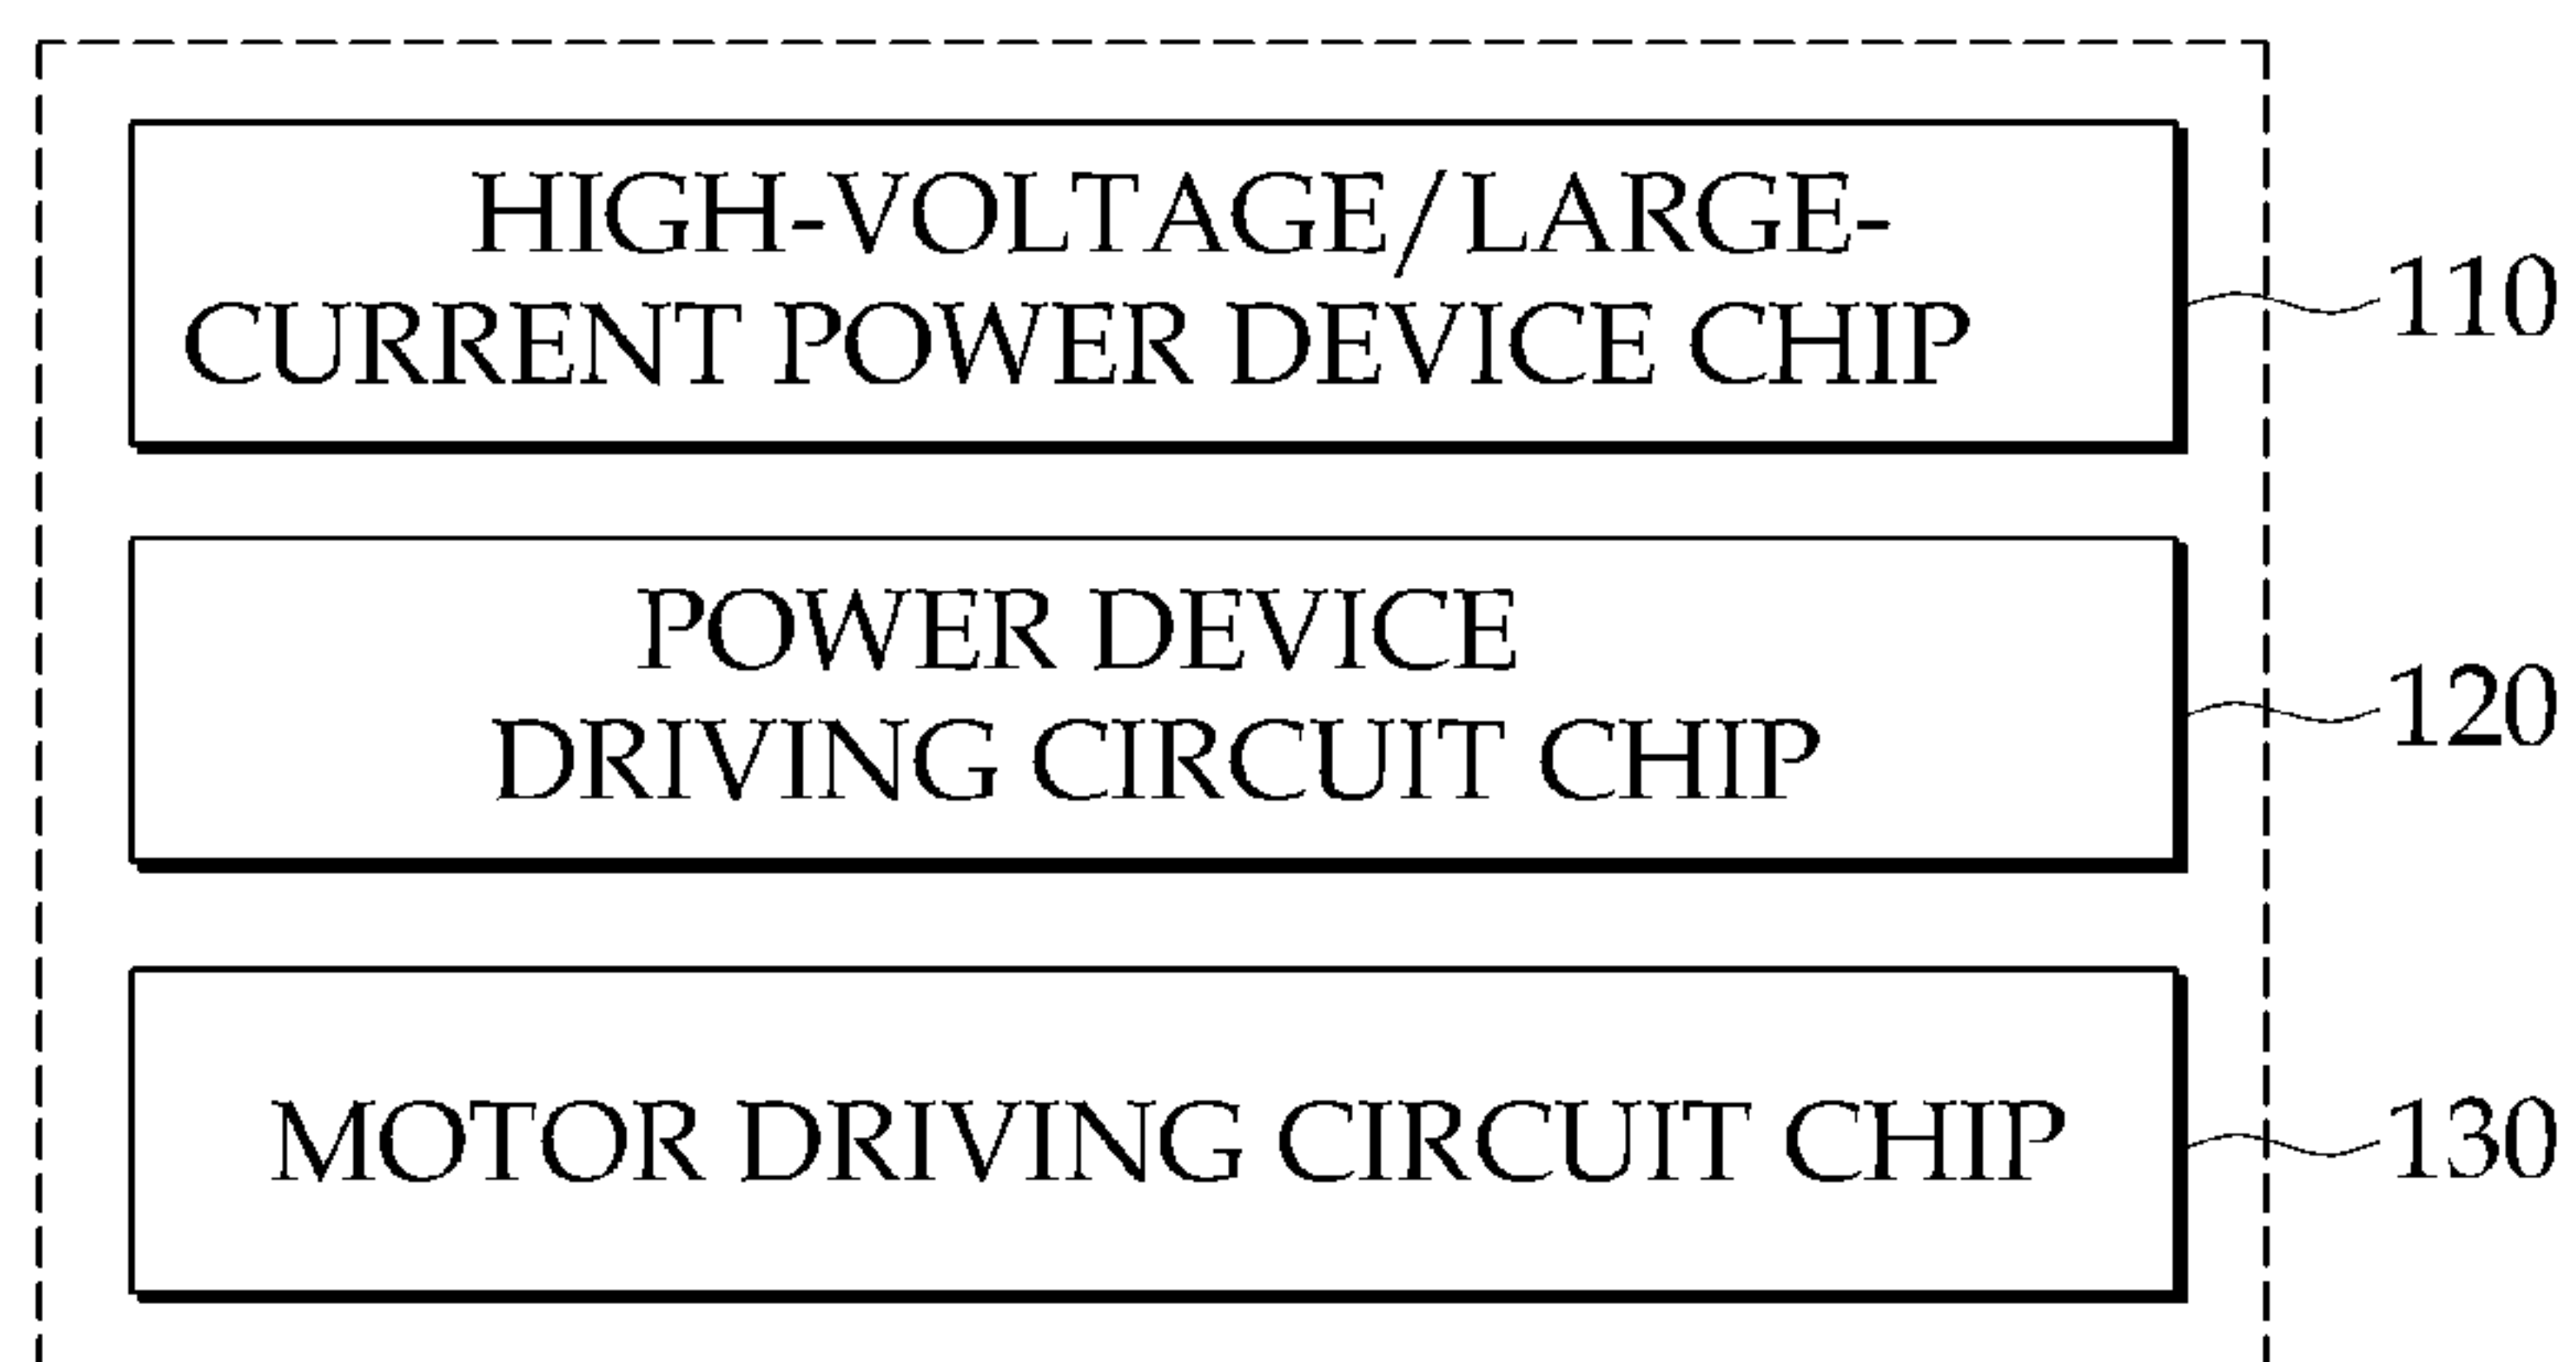 HIGH-VOLTAGE/LARGE-
CURRENT POWER DEVICE CHIP
110
POWER DEVICE
DRIVING CIRCUIT CHIP
120
MOTOR DRIVING CIRCUIT CHIP
130